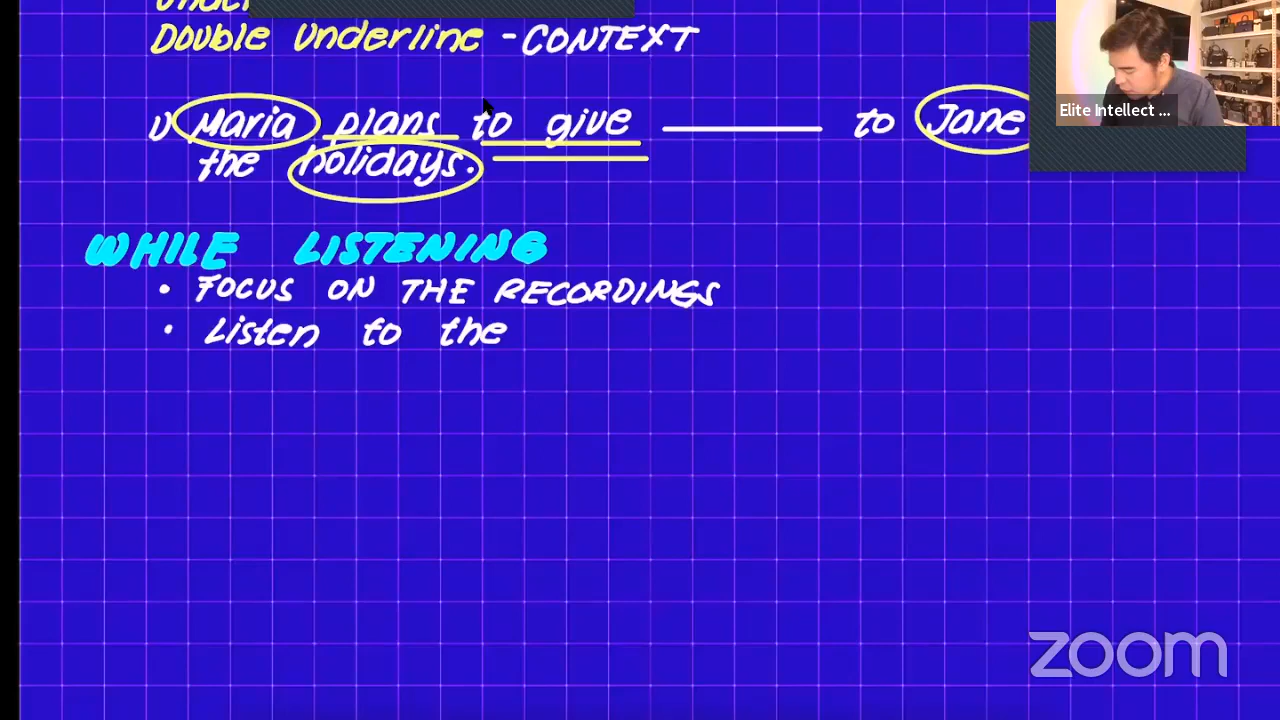 Double Underline - CONTEXT
Elite Intellect ...
1) Maria plans to give ________ to Jane
the holidays.
WHILE LISTENING
• FOCUS ON THE RECORDINGS
• Listen to the
zoom